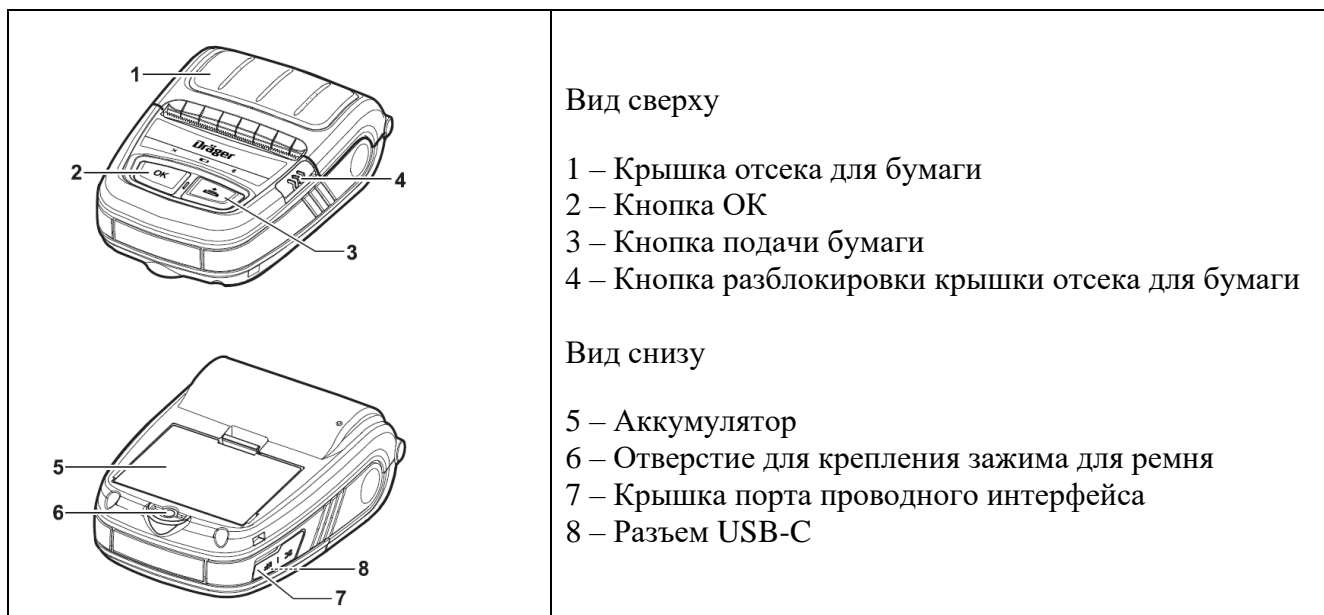 1
Dräger
2
OK
4
3
5
6
8
7
Вид сверху
1 – Крышка отсека для бумаги
2 – Кнопка ОК
3 – Кнопка подачи бумаги
4 – Кнопка разблокировки крышки отсека для бумаги
Вид снизу
5 – Аккумулятор
6 – Отверстие для крепления зажима для ремня
7 – Крышка порта проводного интерфейса
8 – Разъем USB-C